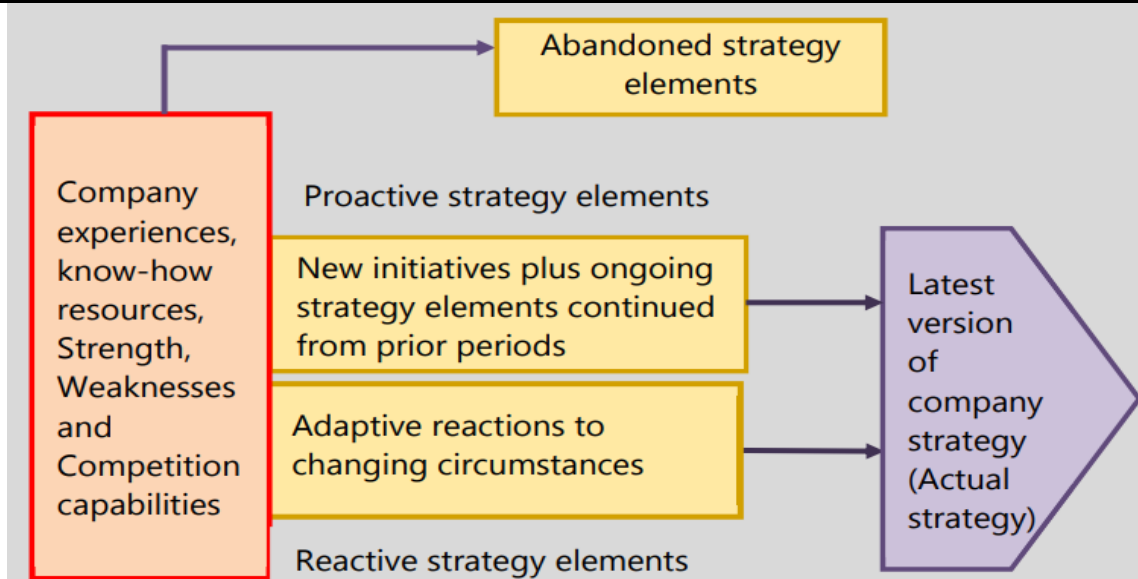 Abandoned strategy
elements
Company
experiences,
know-how
resources,
Strength,
Weaknesses
and
Competition
capabilities
Proactive strategy elements
New initiatives plus ongoing
strategy elements continued
from prior periods
Adaptive reactions to
changing circumstances
Reactive strategy elements
Latest
version
of
company
strategy
(Actual
strategy)